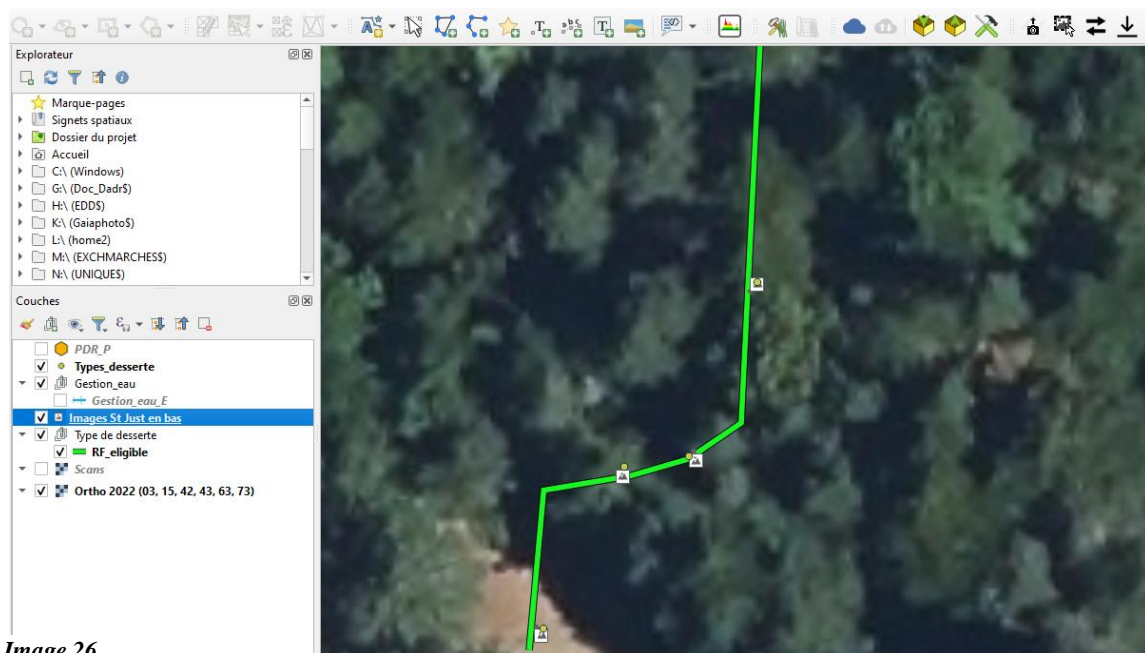 Explorateur
Marque-pages
Signets spatiaux
Dossier du projet
Accueil
C:\ (Windows)
G:\ (Doc_Dadr$)
H:\ (EDD$)
K:\ (Gaiaphoto$)
L:\ (home2)
M:\ (EXCHMARCHES$)
N:\ (UNIQUE$)
Couches
PDR_P
Types_desserte
Gestion_eau
Gestion_eau_E
Images St Just en bas
Type de desserte
RF_eligible
Scans
Ortho 2022 (03, 15, 42, 43, 63, 73)
Image 26